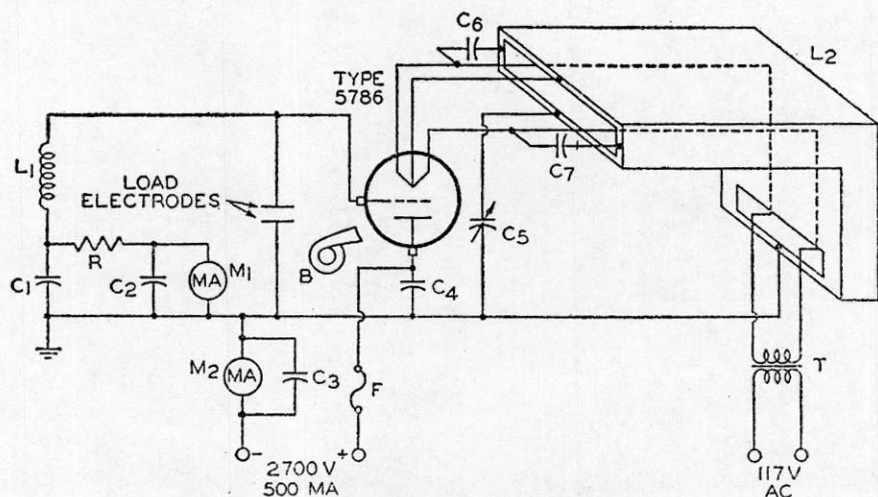 C6
L2
TYPE
5786
L1
LOAD
ELECTRODES
C7
R
C5
C1
C2
MA
M1
B
C4
M2
MA
C3
F
T
-
+
2700 V
500 MA
117 V
AC